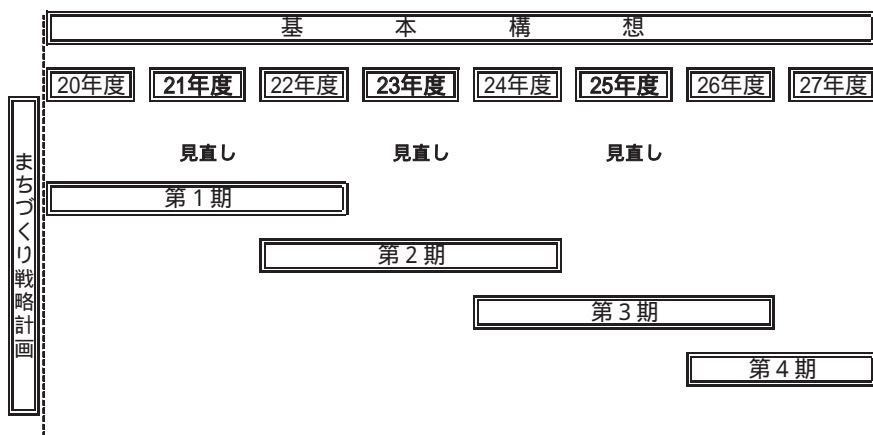 基本構想
20年度 21年度 22年度 23年度 24年度 25年度 26年度 27年度
まちづくり戦略計画
見直し 見直し 見直し
第１期
第２期
第３期
第４期